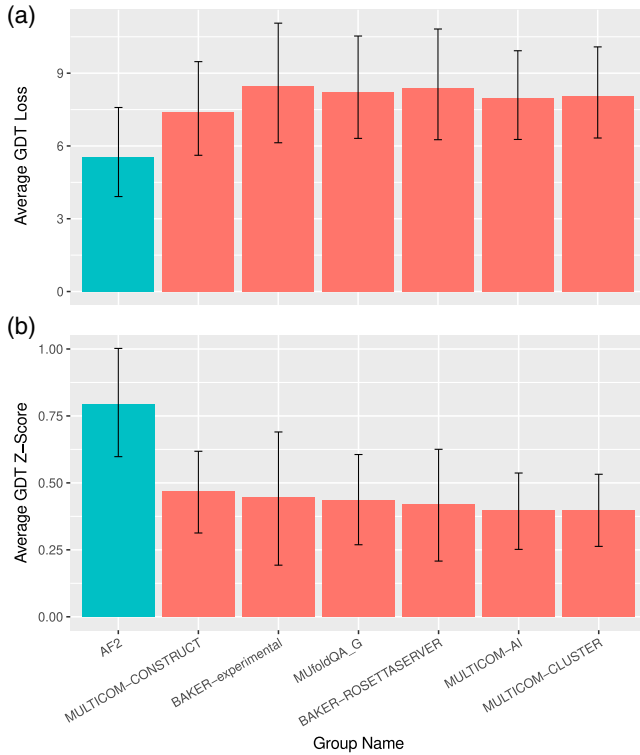 (a)
Average GDT Loss
9
6
3
0
(b)
Average GDT Z−Score
1.00
0.75
0.50
0.25
0.00
AF2
MULTICOM−CONSTRUCT
BAKER−experimental
MUfoldQA_G
BAKER−ROSETTASERVER
MULTICOM−AI
MULTICOM−CLUSTER
Group Name